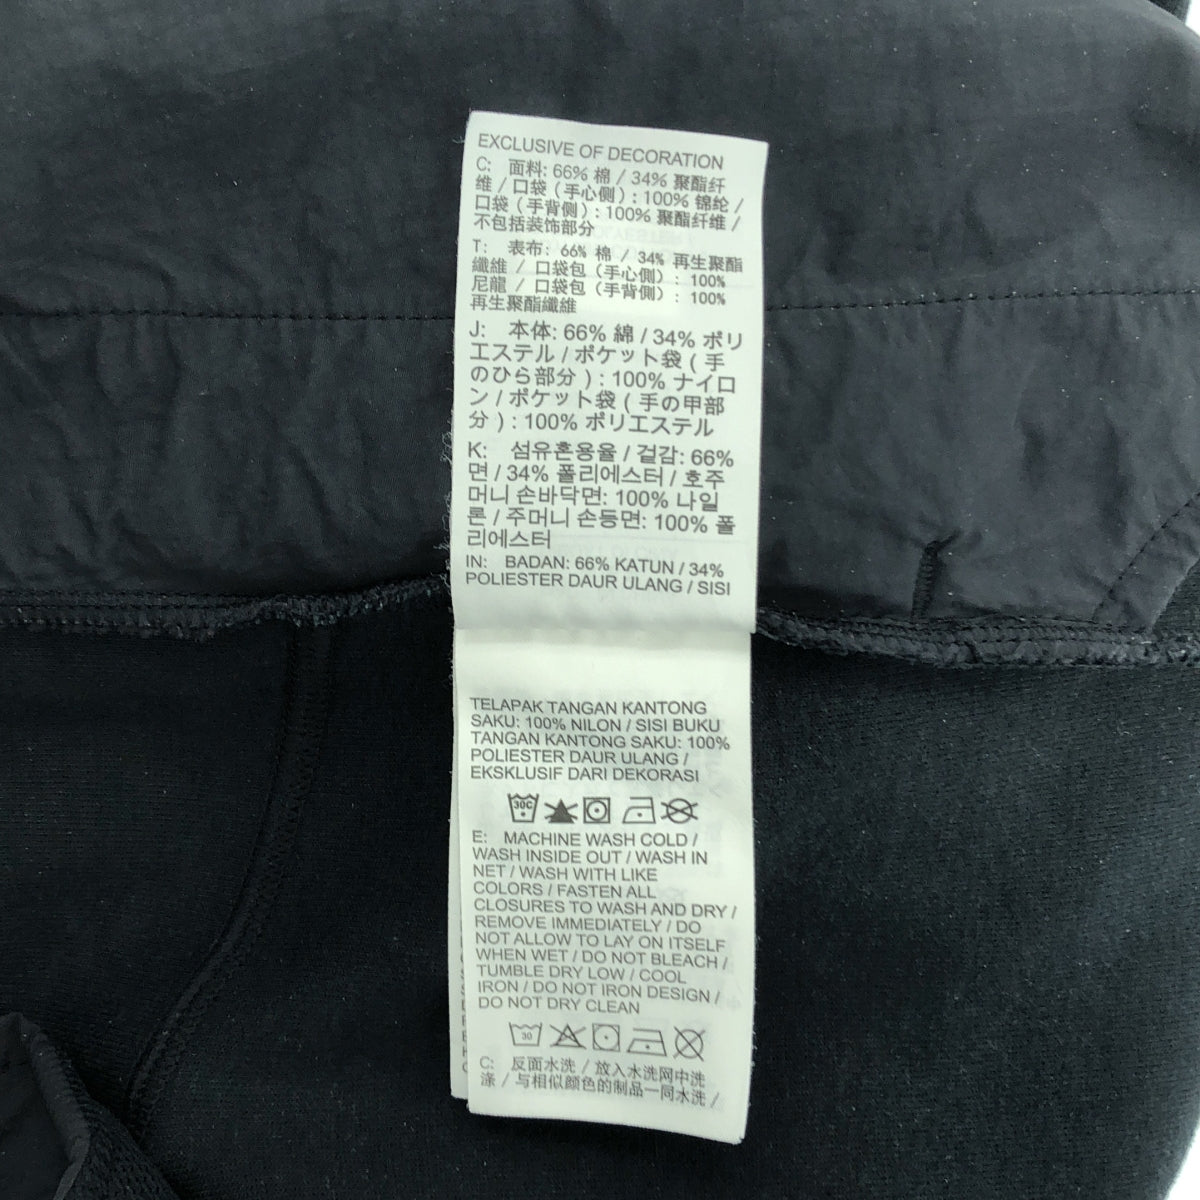 EXCLUSIVE OF DECORATION
C: 面料: 66% 棉 / 34% 聚酯纤
维 / 口袋 (手心側) : 100% 锦纶 /
口袋 (手背側) : 100% 聚酯纤维 /
不包括装饰部分
T: 表布: 66% 棉 / 34% 再生聚酯
纖維 / 口袋包 (手心側) : 100%
尼龍 / 口袋包 (手背側) : 100%
再生聚酯纖維
J: 本体: 66% 綿 / 34% ポリ
エステル / ポケット袋 ( 手
のひら部分 ) : 100% ナイロ
ン / ポケット袋 ( 手の甲部
分 ) : 100% ポリエステル
K: 섬유혼용율 / 겉감: 66%
면 / 34% 폴리에스터 / 호주
머니 손바닥면: 100% 나일
론 / 주머니 손등면: 100% 폴
리에스터
IN: BADAN: 66% KATUN / 34%
POLIESTER DAUR ULANG / SISI
TELAPAK TANGAN KANTONG
SAKU: 100% NILON / SISI BUKU
TANGAN KANTONG SAKU: 100%
POLIESTER DAUR ULANG /
EKSKLUSIF DARI DEKORASI
30C
E: MACHINE WASH COLD /
WASH INSIDE OUT / WASH IN
NET / WASH WITH LIKE
COLORS / FASTEN ALL
CLOSURES TO WASH AND DRY /
REMOVE IMMEDIATELY / DO
NOT ALLOW TO LAY ON ITSELF
WHEN WET / DO NOT BLEACH /
TUMBLE DRY LOW / COOL
IRON / DO NOT IRON DESIGN /
DO NOT DRY CLEAN
30
C: 反面水洗 / 放入水洗网中洗
涤 / 与相似颜色的制品一同水洗 /